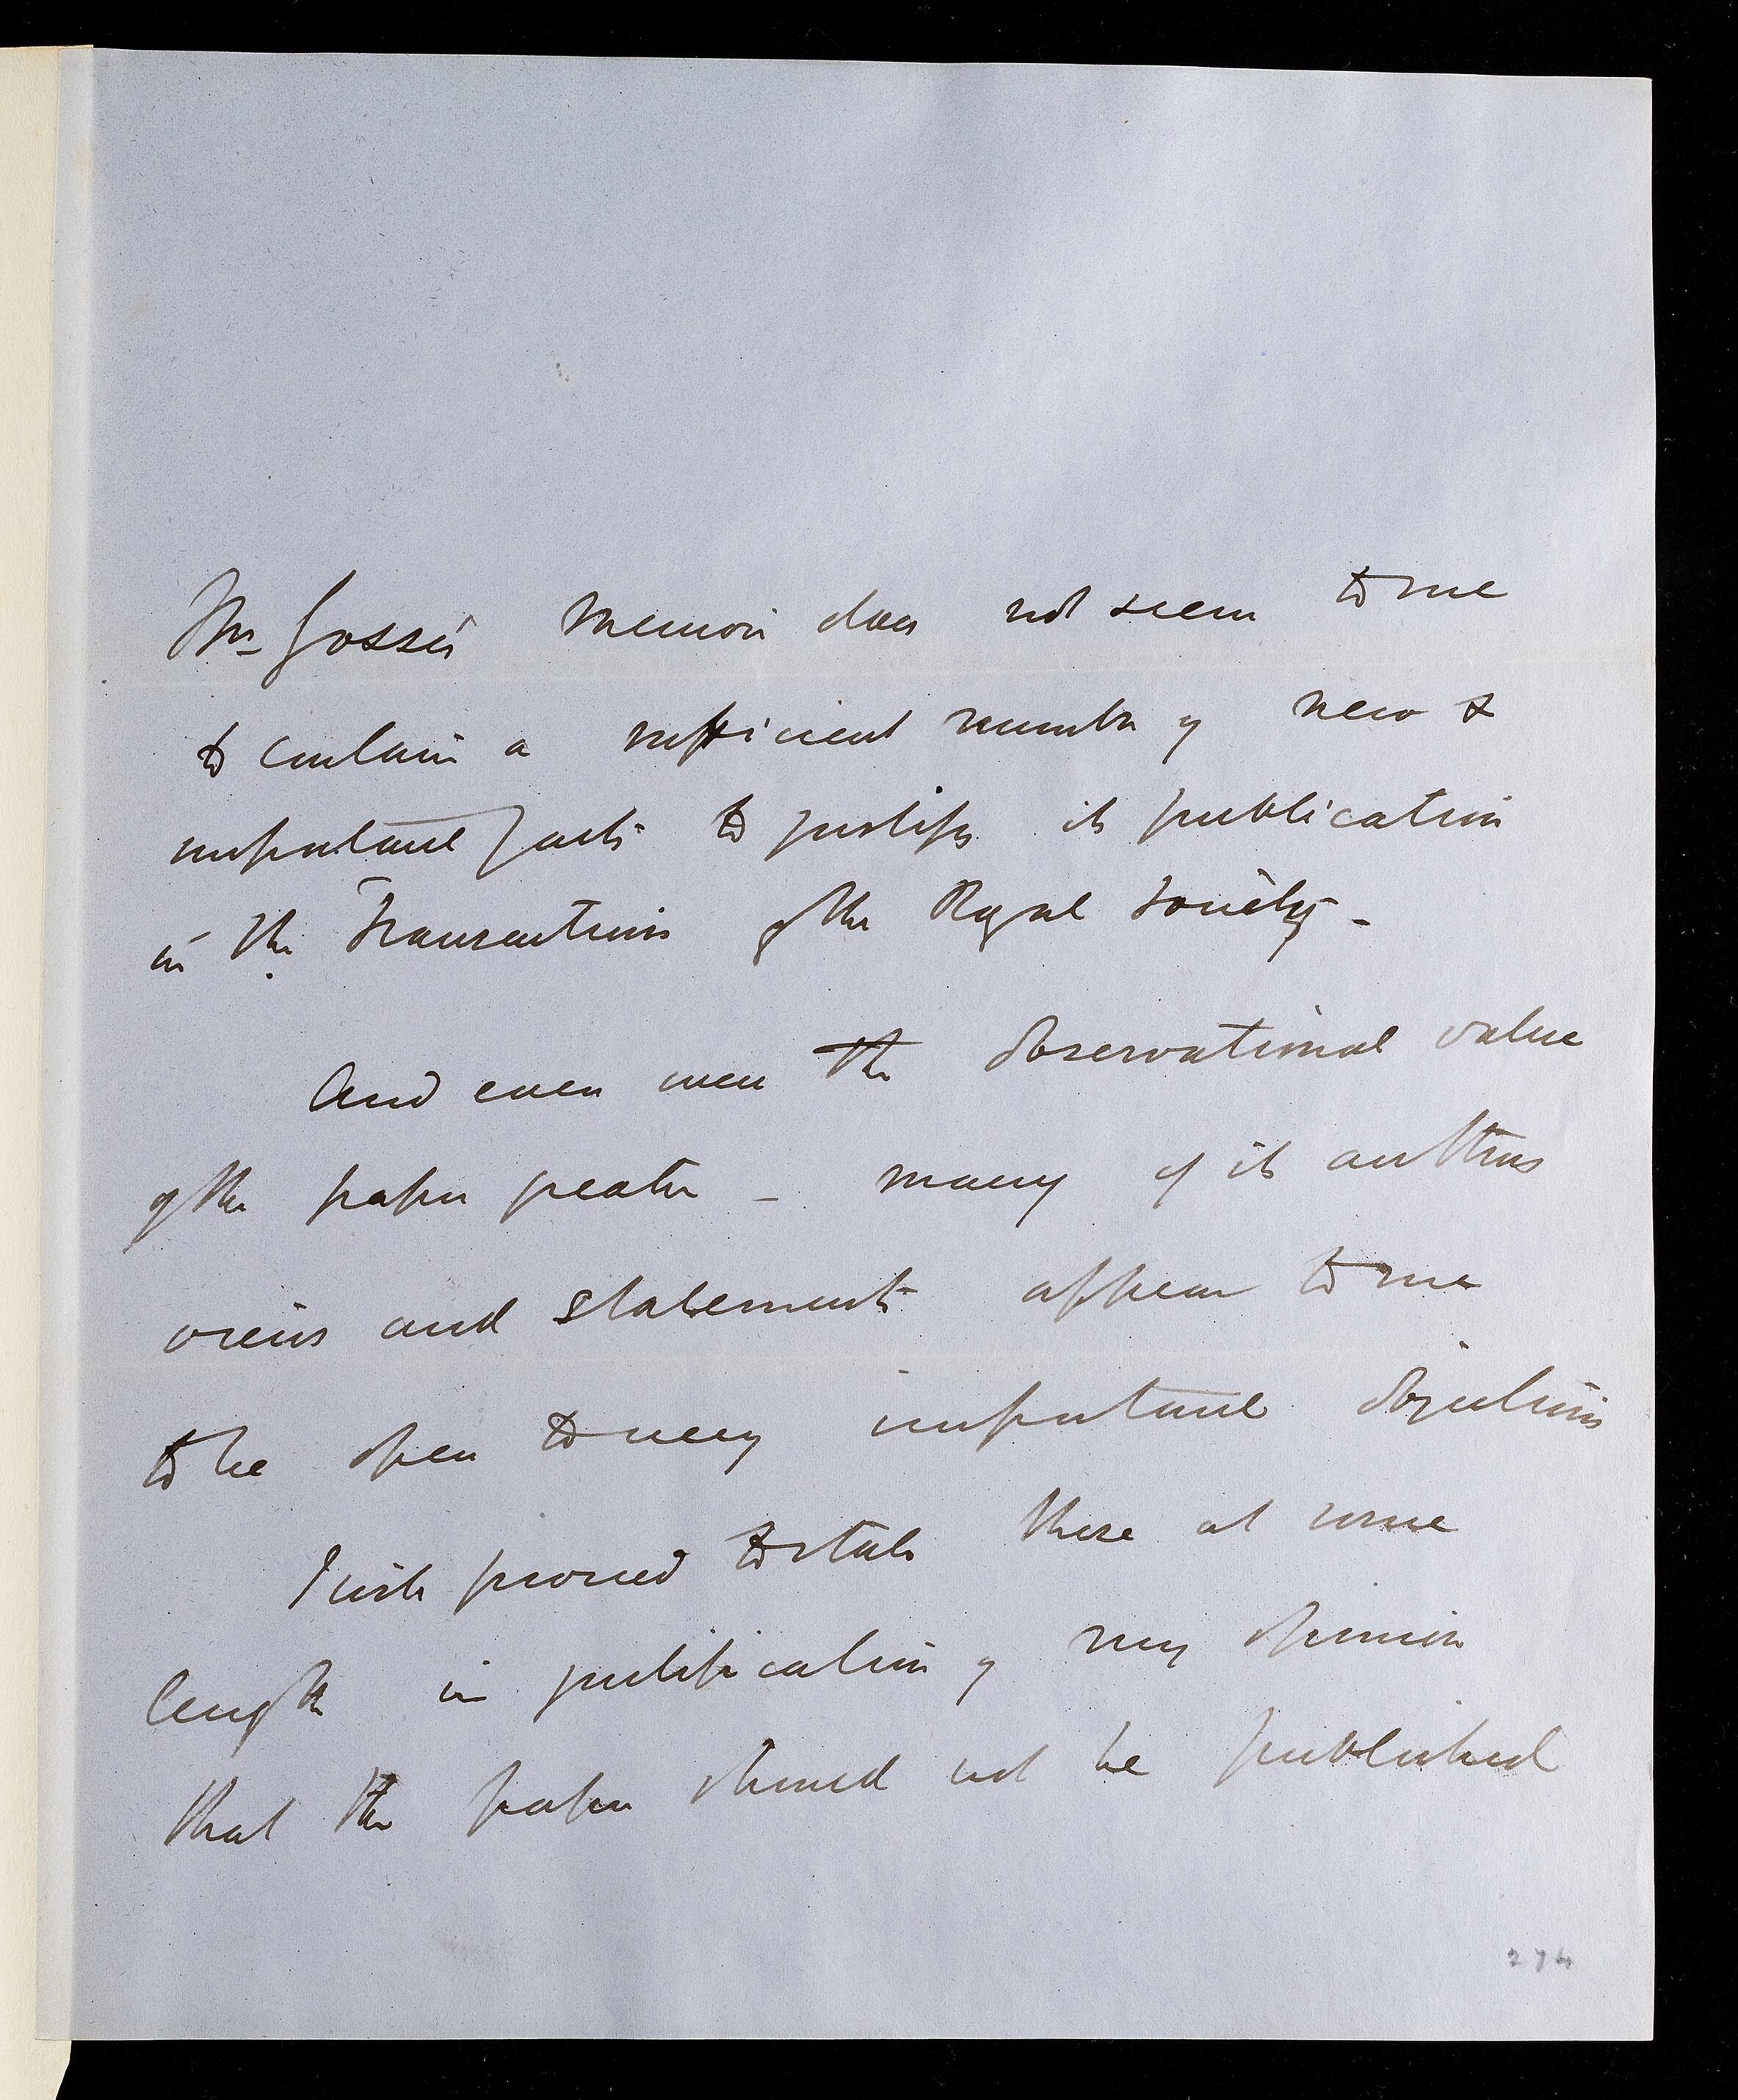 Mr Gosse's Memoir does not seem to me
to contain a sufficient number of new &
important facts to justify its publication
in the Transactions of the Royal Society –
And even were the observational value
of the paper greater – many of its authors
views and statements appear to me
to be open to very important objections
I will proceed to state these at some
length in justification of my opinion
that the paper should not be published
274